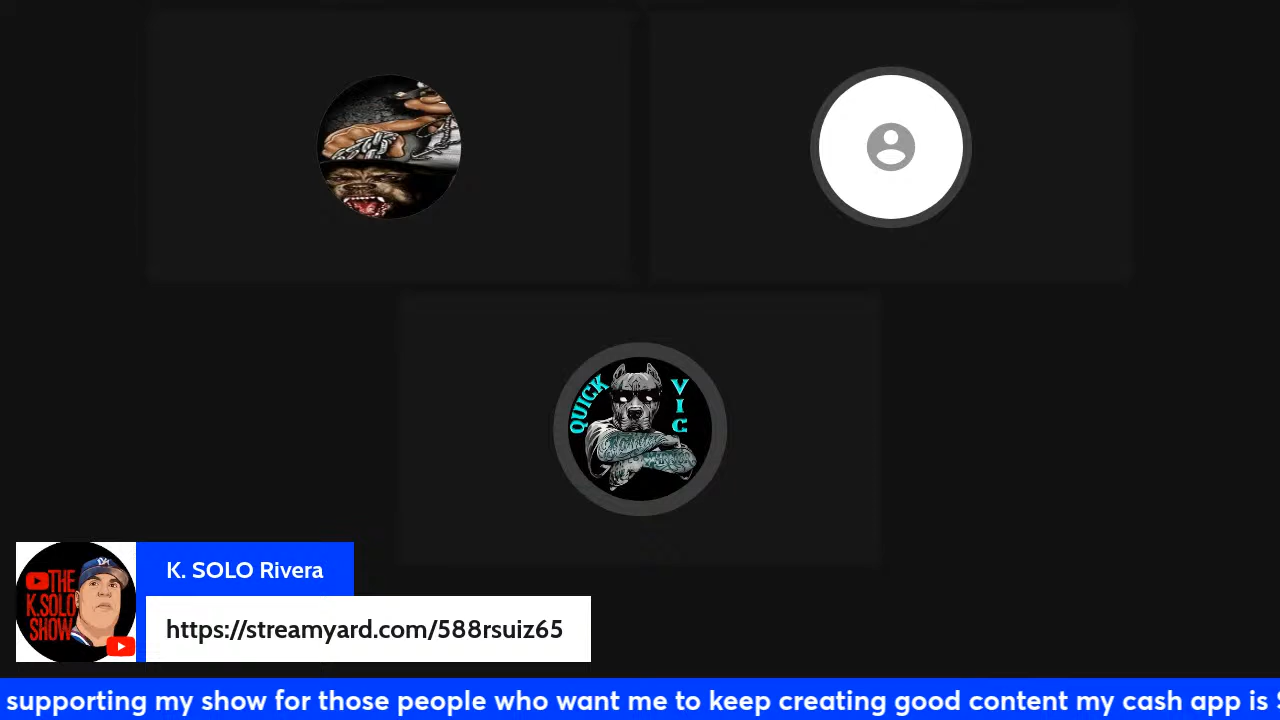 QUICK
VIC
THE
K.SOLO
SHOW
K. SOLO Rivera
https://streamyard.com/588rsuiz65
supporting my show for those people who want me to keep creating good content my cash app is